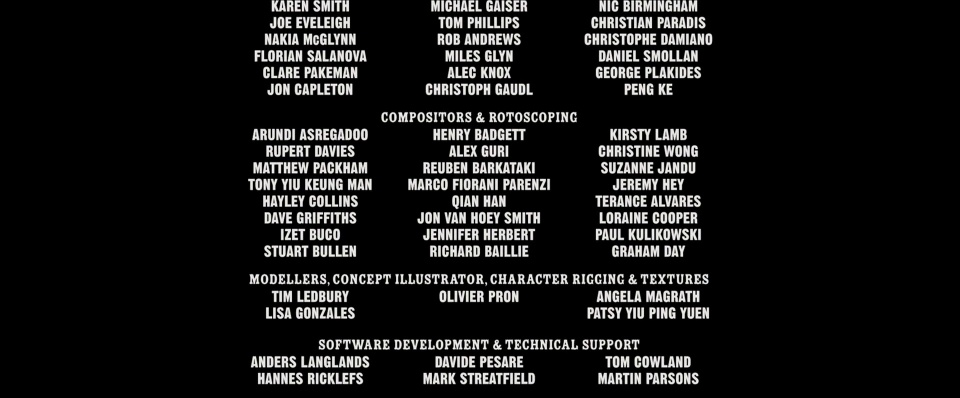 KAREN SMITH MICHAEL GAISER NIC BIRMINGHAM
JOE EVELEIGH TOM PHILLIPS CHRISTIAN PARADIS
NAKIA McGLYNN ROB ANDREWS CHRISTOPHE DAMIANO
FLORIAN SALANOVA MILES GLYN DANIEL SMOLLAN
CLARE PAKEMAN ALEC KNOX GEORGE PLAKIDES
JON CAPLETON CHRISTOPH GAUDL PENG KE
COMPOSITORS & ROTOSCOPING
ARUNDI ASREGADOO HENRY BADGETT KIRSTY LAMB
RUPERT DAVIES ALEX GURI CHRISTINE WONG
MATTHEW PACKHAM REUBEN BARKATAKI SUZANNE JANDU
TONY YIU KEUNG MAN MARCO FIORANI PARENZI JEREMY HEY
HAYLEY COLLINS QIAN HAN TERANCE ALVARES
DAVE GRIFFITHS JON VAN HOEY SMITH LORAINE COOPER
IZET BUCO JENNIFER HERBERT PAUL KULIKOWSKI
STUART BULLEN RICHARD BAILLIE GRAHAM DAY
MODELLERS, CONCEPT ILLUSTRATOR, CHARACTER RIGGING & TEXTURES
TIM LEDBURY OLIVIER PRON ANGELA MAGRATH
LISA GONZALES PATSY YIU PING YUEN
SOFTWARE DEVELOPMENT & TECHNICAL SUPPORT
ANDERS LANGLANDS DAVIDE PESARE TOM COWLAND
HANNES RICKLEFS MARK STREATFIELD MARTIN PARSONS